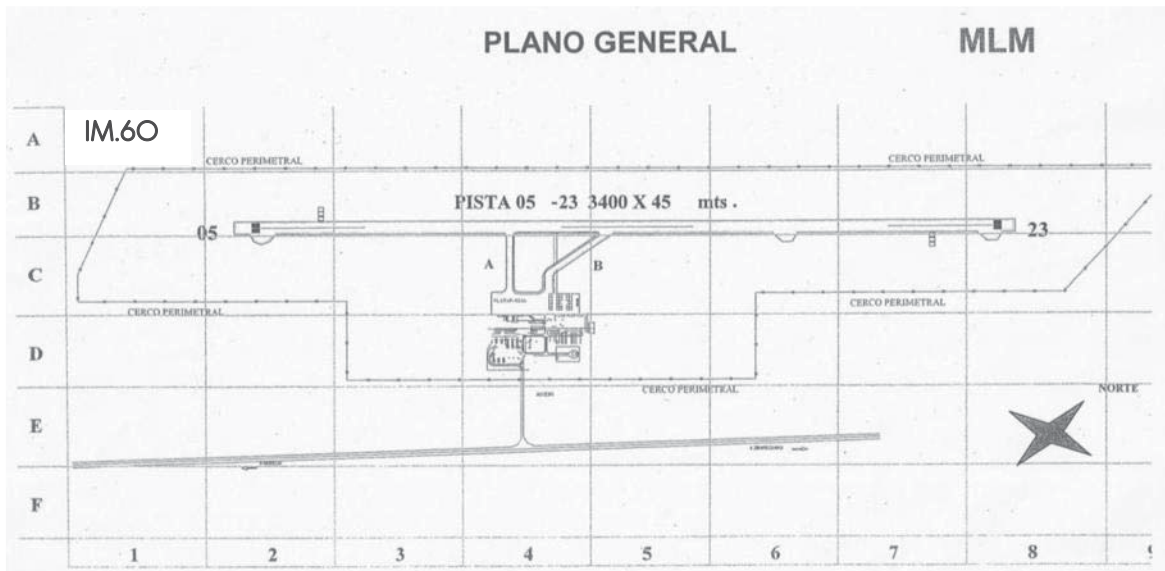 PLANO GENERAL
MLM
A
IM.60
CERCO PERIMETRAL
CERCO PERIMETRAL
B
PISTA 05 -23 3400 X 45 mts .
05
23
C
A
B
CERCO PERIMETRAL
CERCO PERIMETRAL
D
CERCO PERIMETRAL
NORTE
E
F
1 2 3 4 5 6 7 8 9